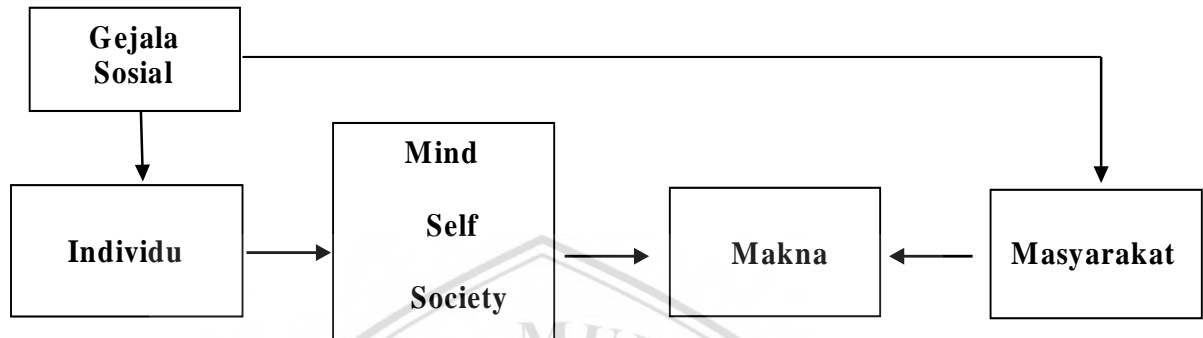 Gejala
Sosial
Individu
Mind
Self
Society
Makna
Masyarakat